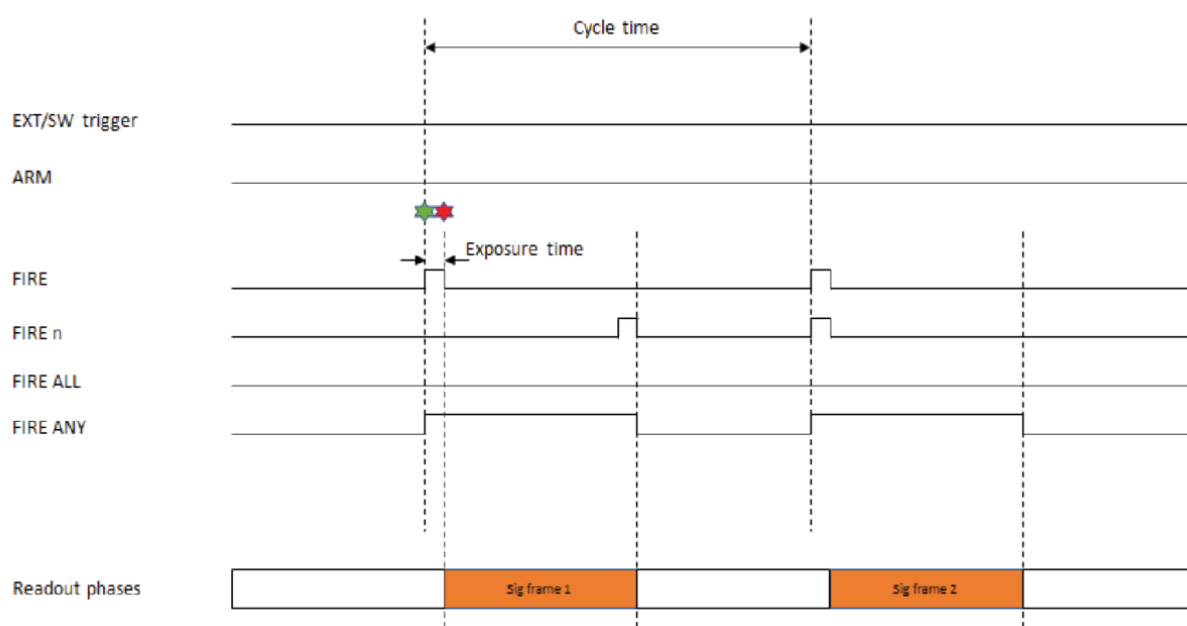 Cycle time
EXT/SW trigger
ARM
Exposure time
FIRE
FIRE n
FIRE ALL
FIRE ANY
Readout phases
Sig frame 1
Sig frame 2